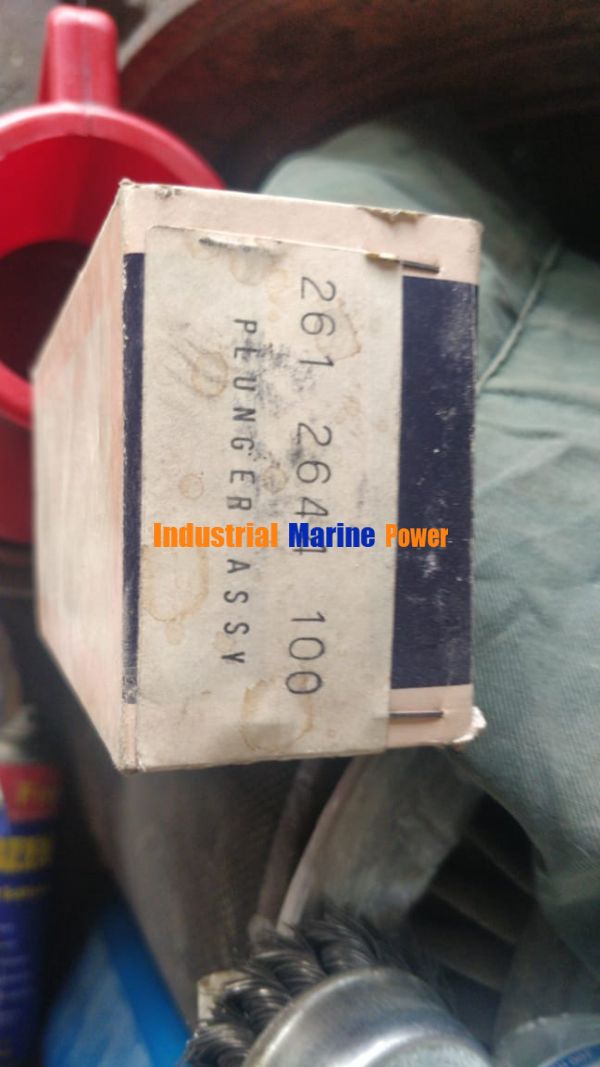 261 2641 100
PLUNGER ASSY
Industrial Marine Power